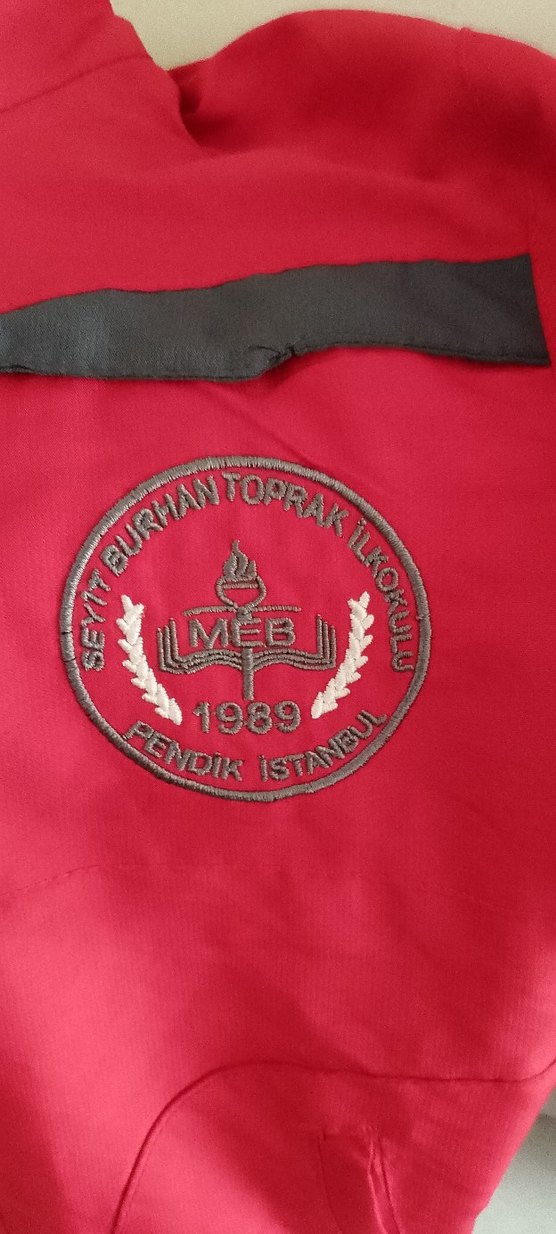 SEYİT BURHAN TOPRAK İLKOKULU
MEB
1989
PENDİK İSTANBUL